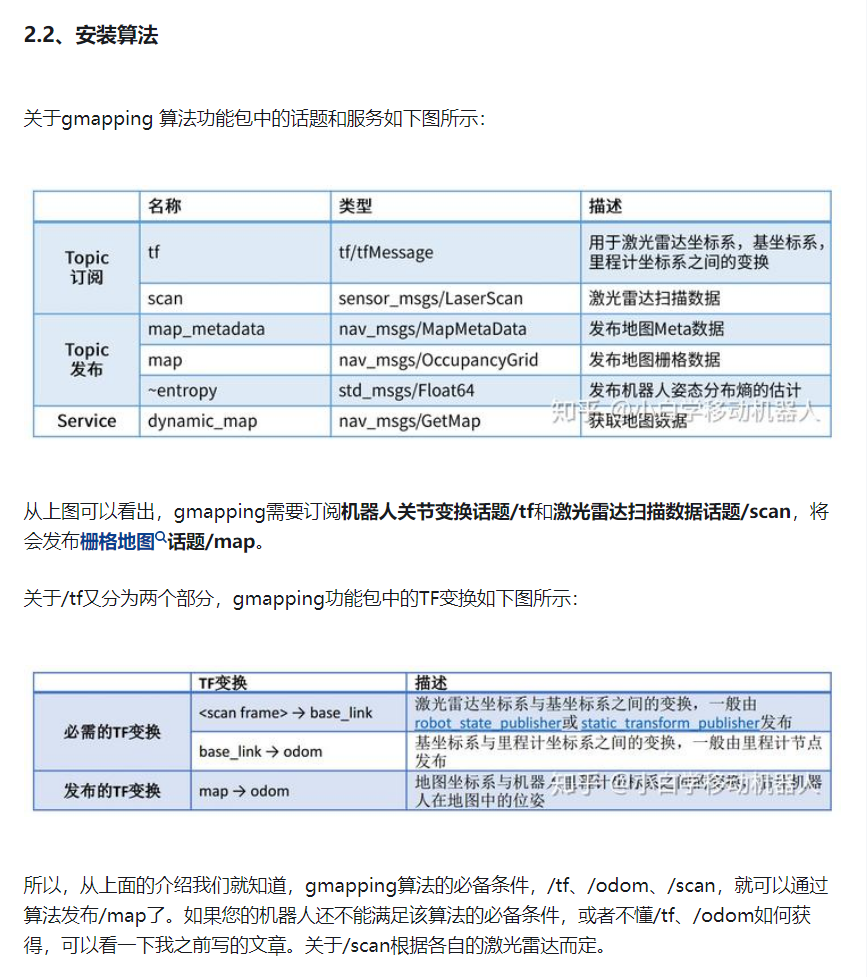 2.2、安装算法
关于gmapping 算法功能包中的话题和服务如下图所示：
名称 类型 描述
Topic 订阅
tf tf/tfMessage 用于激光雷达坐标系，基坐标系，
里程计坐标系之间的变换
scan sensor_msgs/LaserScan 激光雷达扫描数据
Topic 发布
map_metadata nav_msgs/MapMetaData 发布地图Meta数据
map nav_msgs/OccupancyGrid 发布地图栅格数据
~entropy std_msgs/Float64 发布机器人姿态分布熵的估计
知乎 @小白学移动机器人
Service dynamic_map nav_msgs/GetMap 获取地图数据
从上图可以看出，gmapping需要订阅机器人关节变换话题/tf和激光雷达扫描数据话题/scan，将
会发布栅格地图话题/map。
关于/tf又分为两个部分，gmapping功能包中的TF变换如下图所示：
TF变换 描述
必需的TF变换
<scan frame> → base_link 激光雷达坐标系与基坐标系之间的变换，一般由
robot_state_publisher或static_transform_publisher发布
base_link → odom 基坐标系与里程计坐标系之间的变换，一般由里程计节点
发布
发布的TF变换
map → odom 地图坐标系与机器人里程计坐标系之间的变换，估计机器
人在地图中的位姿
知乎 @小白学移动机器人
所以，从上面的介绍我们就知道，gmapping算法的必备条件，/tf、/odom、/scan，就可以通过
算法发布/map了。如果您的机器人还不能满足该算法的必备条件，或者不懂/tf、/odom如何获
得，可以看一下我之前写的文章。关于/scan根据各自的激光雷达而定。